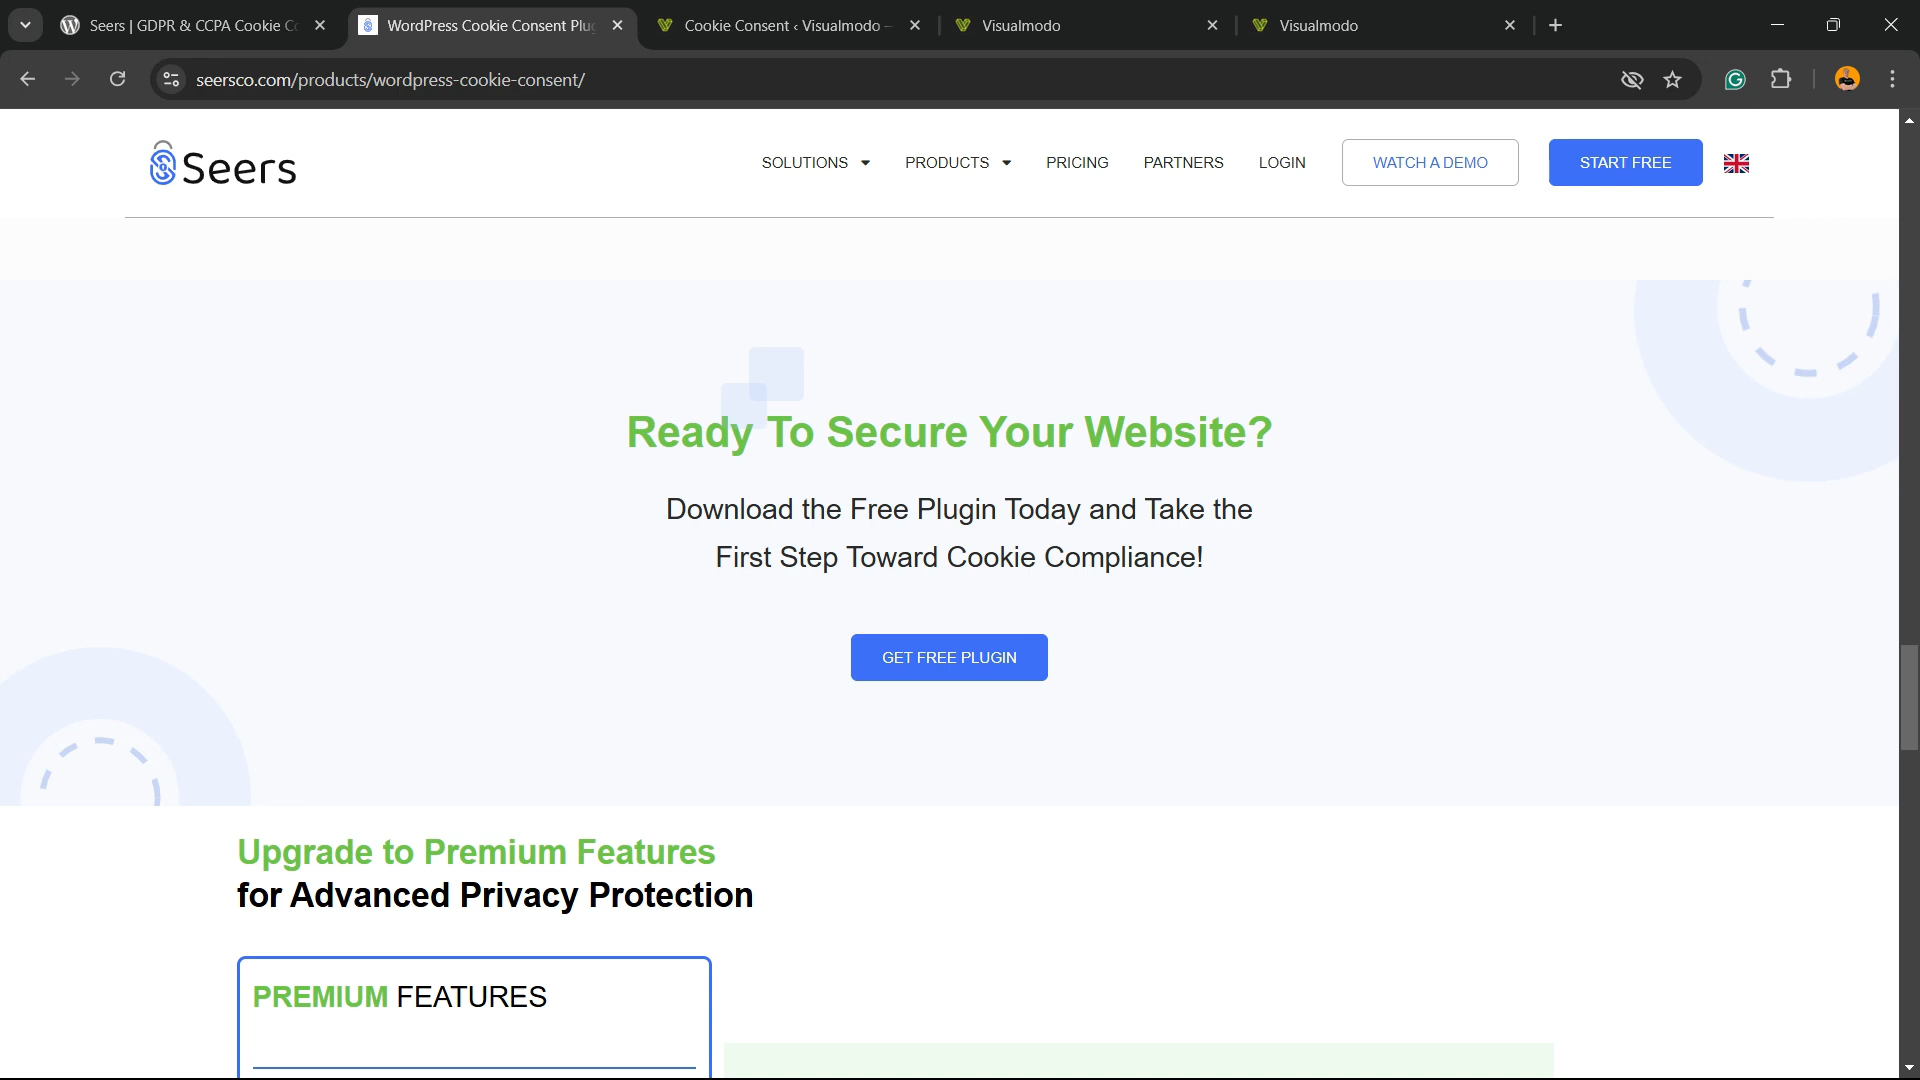 Seers | GDPR & CCPA Cookie Co
WordPress Cookie Consent Plug
Cookie Consent ‹ Visualmodo —
Visualmodo
Visualmodo
seersco.com/products/wordpress-cookie-consent/
Seers
SOLUTIONS
PRODUCTS
PRICING
PARTNERS
LOGIN
WATCH A DEMO
START FREE
Ready To Secure Your Website?
Download the Free Plugin Today and Take the
First Step Toward Cookie Compliance!
GET FREE PLUGIN
Upgrade to Premium Features
for Advanced Privacy Protection
PREMIUM FEATURES